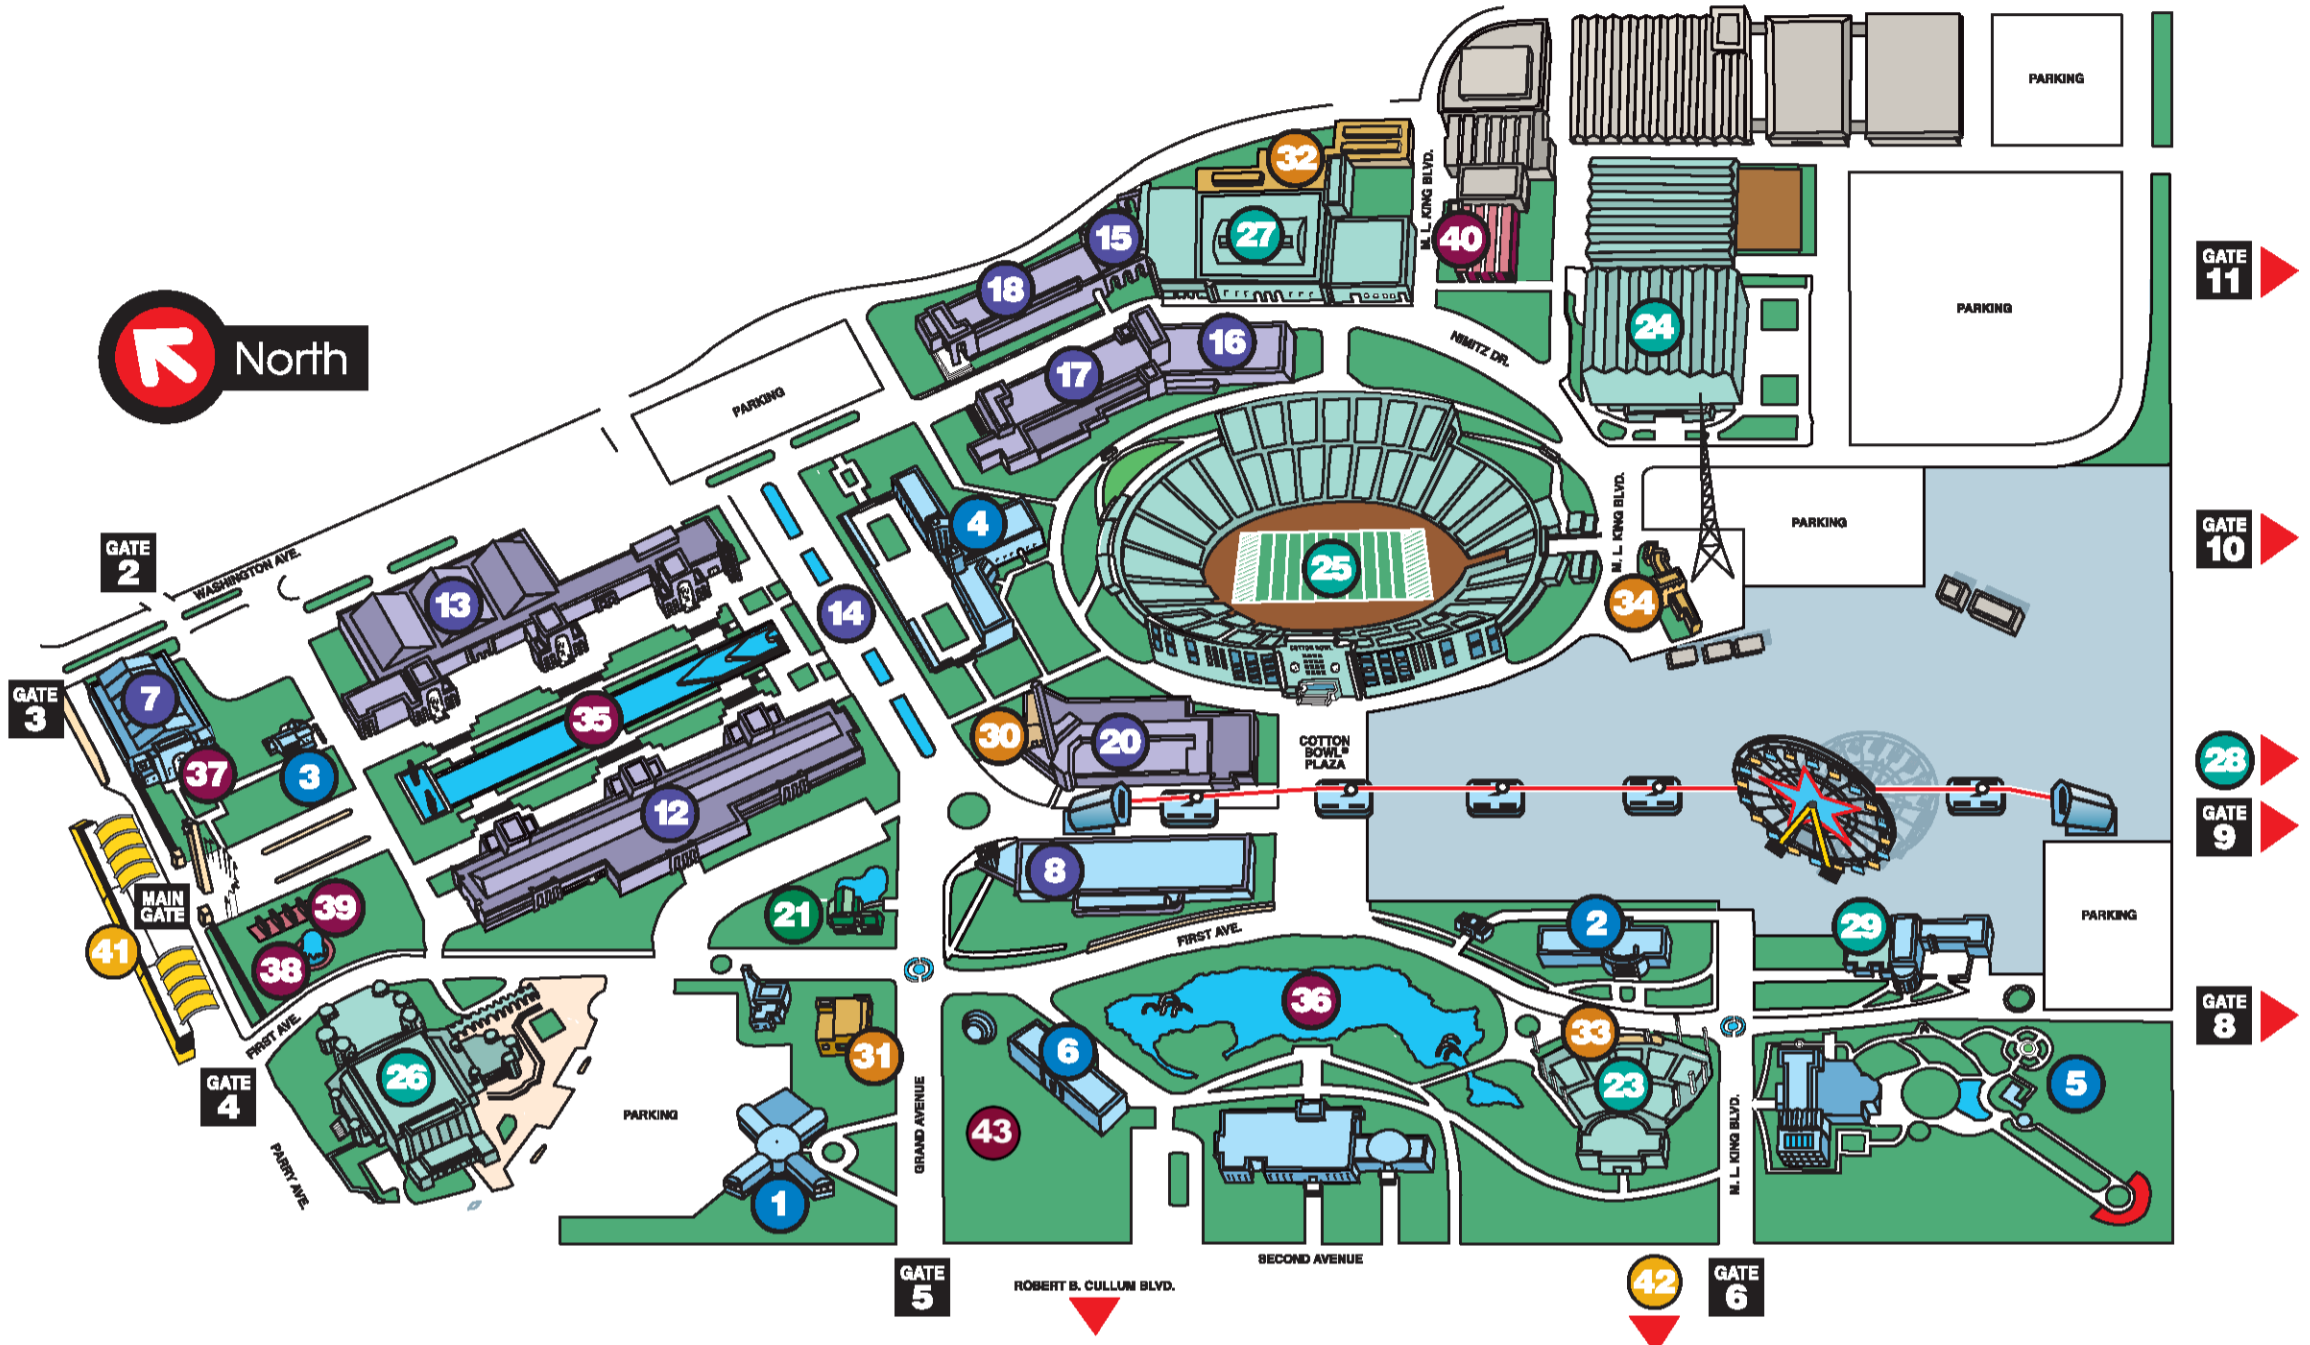 PARKING
32
M. L. KING BLVD.
15
27
40
GATE
11
18
PARKING
24
North
16
NIMITZ DR.
17
PARKING
M. L. KING BLVD.
4
PARKING
GATE
10
GATE
2
WASHINGTON AVE.
25
13
14
34
COTTON BOWL
7
GATE
3
35
30
20
COTTON
BOWL®
PLAZA
28
37
3
12
GATE
9
8
MAIN
GATE
39
21
2
29
PARKING
41
FIRST AVE.
38
36
GATE
8
FIRST AVE.
33
31
6
26
23
5
GATE
4
PARKING
GRAND AVENUE
43
M. L. KING BLVD.
PARRY AVE.
1
SECOND AVENUE
GATE
5
ROBERT B. CULLUM BLVD.
42
GATE
6